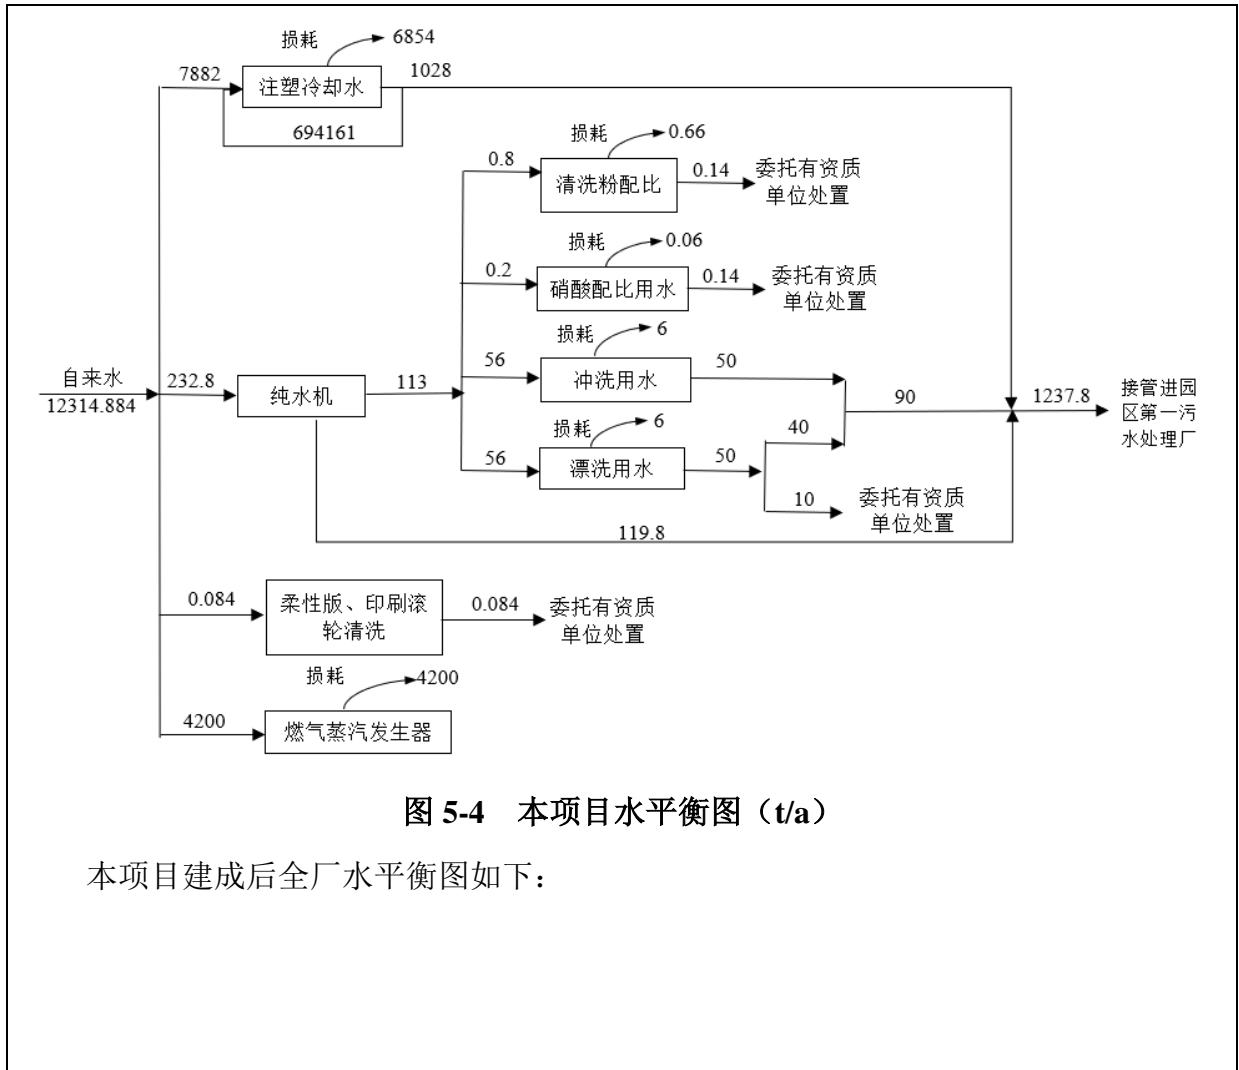 损耗
6854
7882
注塑冷却水
1028
694161
损耗
0.66
0.8
清洗粉配比
0.14
委托有资质
单位处置
损耗
0.06
0.2
硝酸配比用水
0.14
委托有资质
单位处置
损耗
6
56
冲洗用水
50
自来水
12314.884
232.8
纯水机
113
90
1237.8
接管进园
区第一污
水处理厂
损耗
6
56
漂洗用水
50
40
10
委托有资质
单位处置
119.8
0.084
柔性版、印刷滚
轮清洗
0.084
委托有资质
单位处置
损耗
4200
4200
燃气蒸汽发生器
图 5-4 本项目水平衡图（t/a）
本项目建成后全厂水平衡图如下：